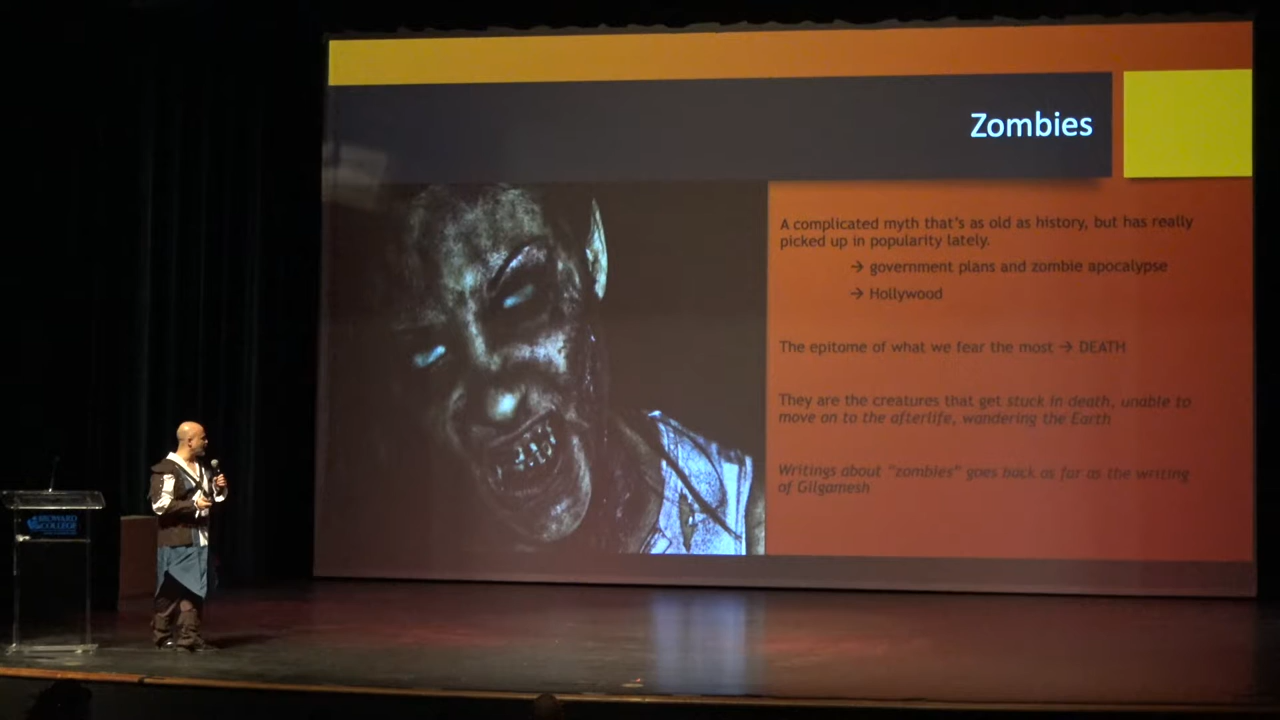 Zombies
A complicated myth that's as old as history, but has really
picked up in popularity lately.
→ government plans and zombie apocalypse
→ Hollywood
The epitome of what we fear the most → DEATH
They are the creatures that get stuck in death, unable to
move on to the afterlife, wandering the Earth
Writings about "zombies" goes back as far as the writing
of Gilgamesh
BROWARD
COLLEGE